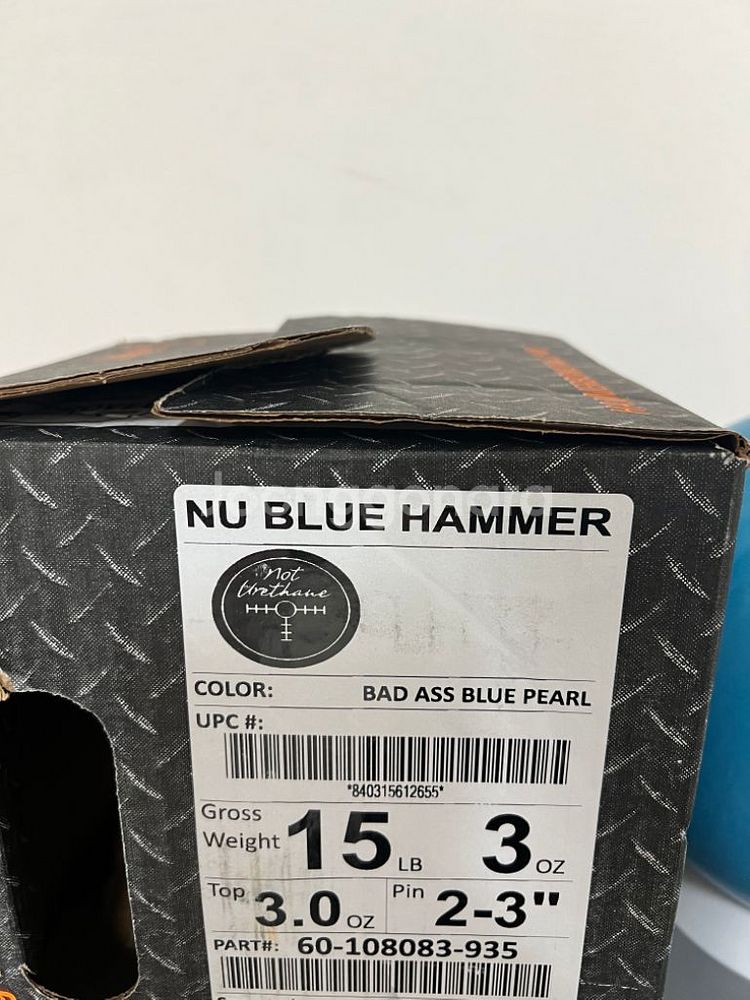 NU BLUE HAMMER
Not
Urethane
COLOR: BAD ASS BLUE PEARL
UPC #:
*840315612655*
Gross
Weight 15 LB 3 OZ
Top 3.0 OZ Pin 2-3"
PART#: 60-108083-935